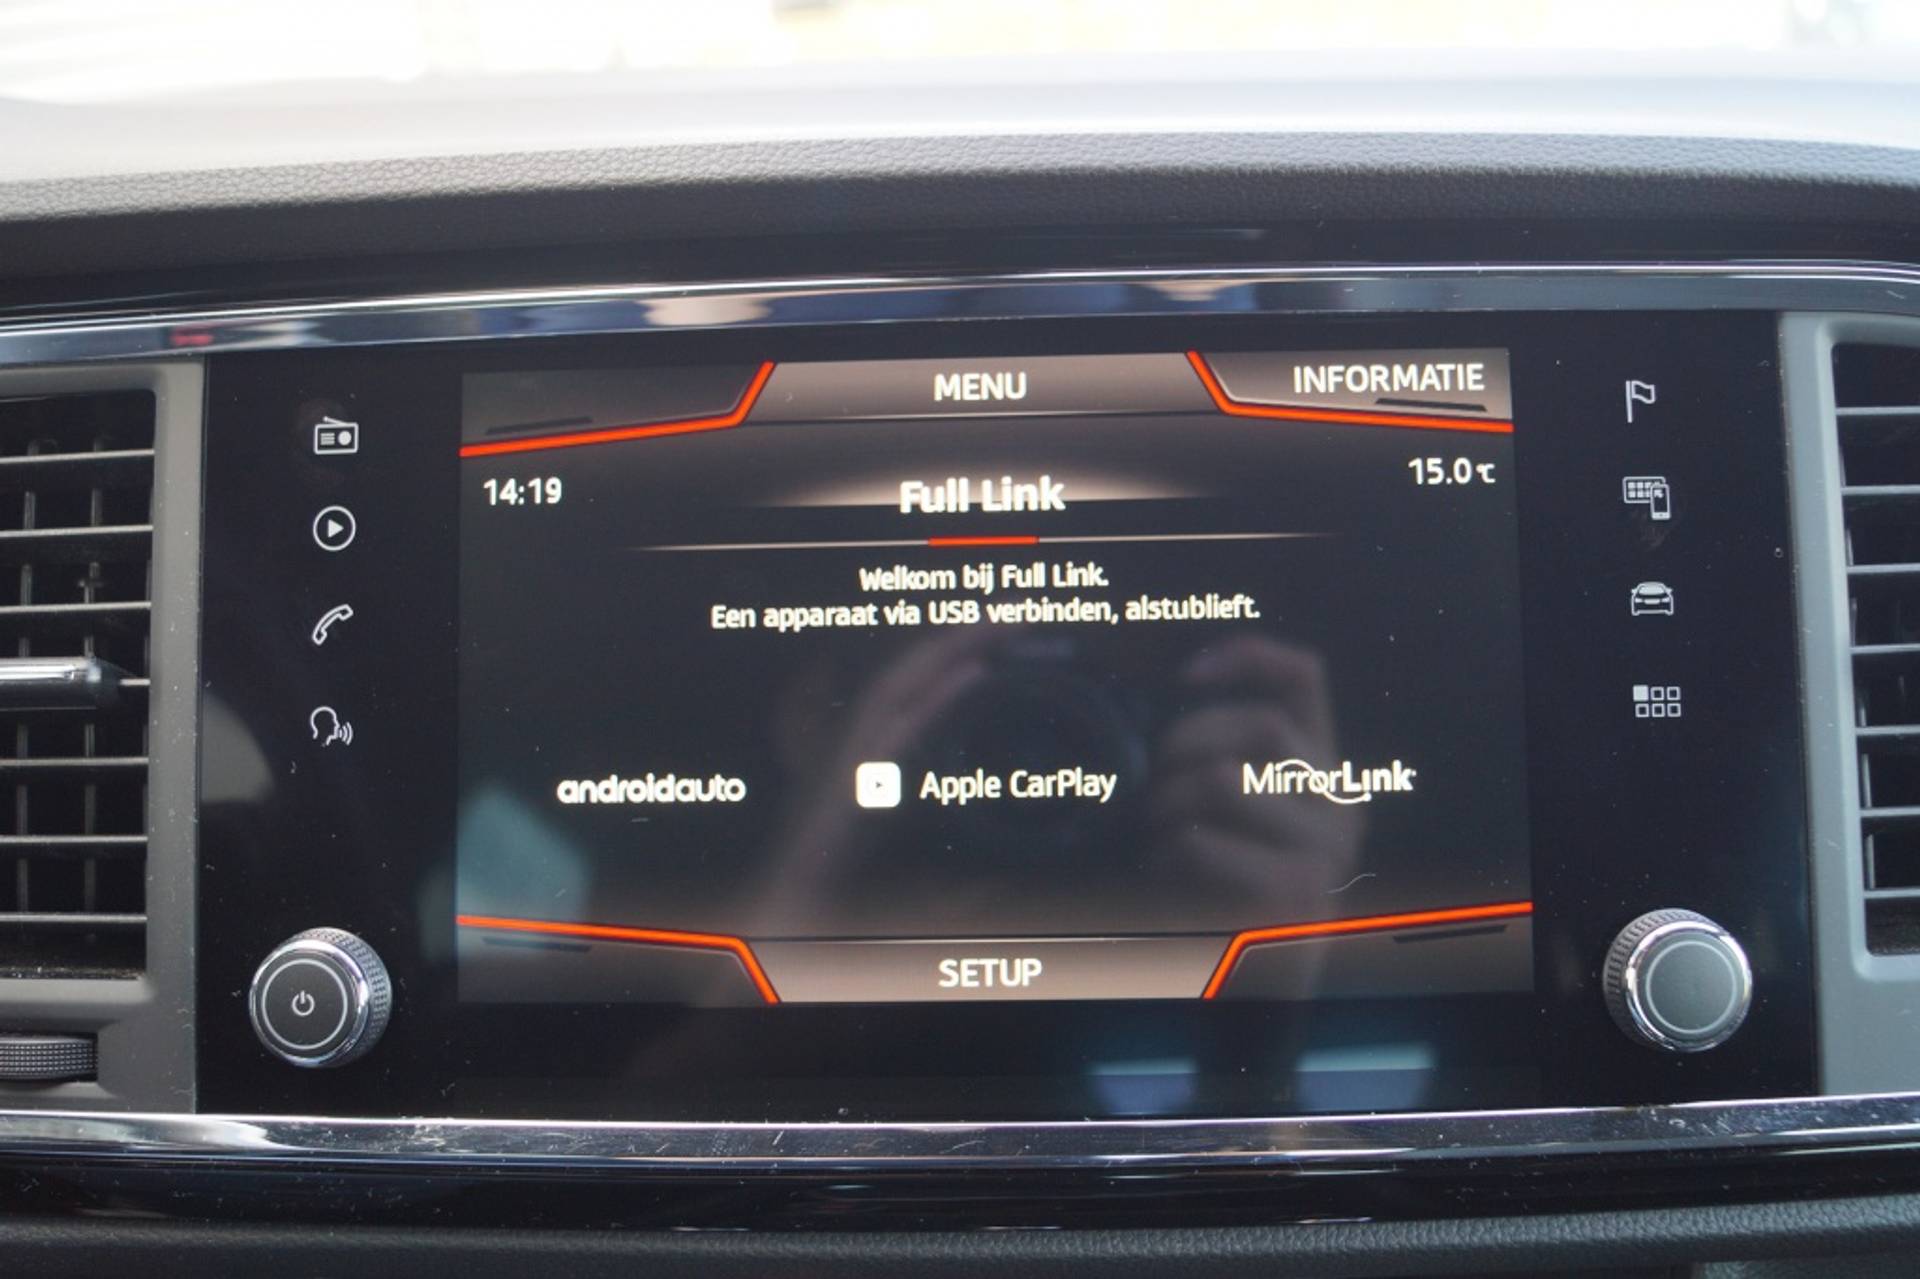 MENU
INFORMATIE
14:19
15.0°C
Full Link
Welkom bij Full Link.
Een apparaat via USB verbinden, alstublieft.
androidauto
Apple CarPlay
MirrorLink
SETUP